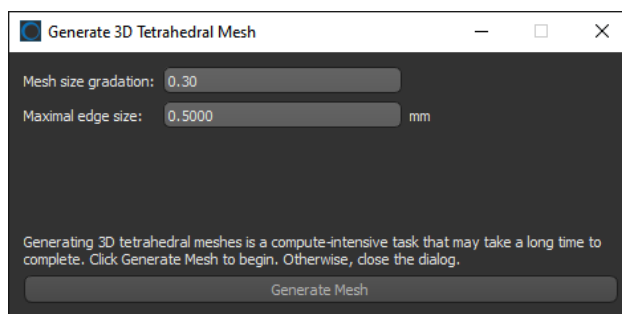 Generate 3D Tetrahedral Mesh
Mesh size gradation: 0.30
Maximal edge size: 0.5000 mm
Generating 3D tetrahedral meshes is a compute-intensive task that may take a long time to
complete. Click Generate Mesh to begin. Otherwise, close the dialog.
Generate Mesh